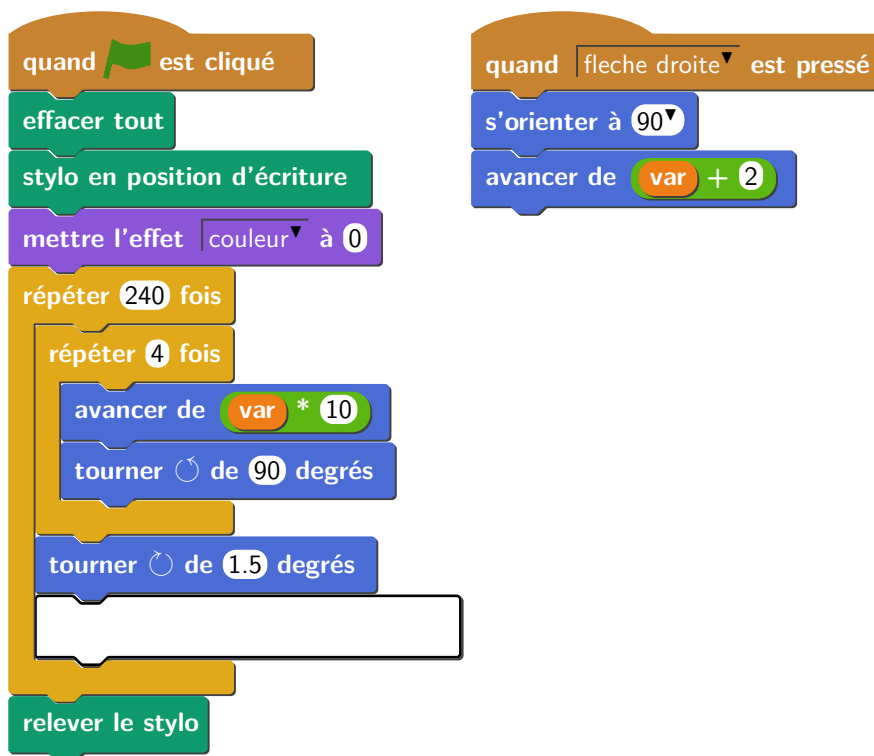 quand est cliqué
effacer tout
stylo en position d'écriture
mettre l'effet couleur à 0
répéter 240 fois
répéter 4 fois
avancer de var * 10
tourner de 90 degrés
tourner de 1.5 degrés
relever le stylo
quand fleche droite est pressé
s'orienter à 90
avancer de var + 2